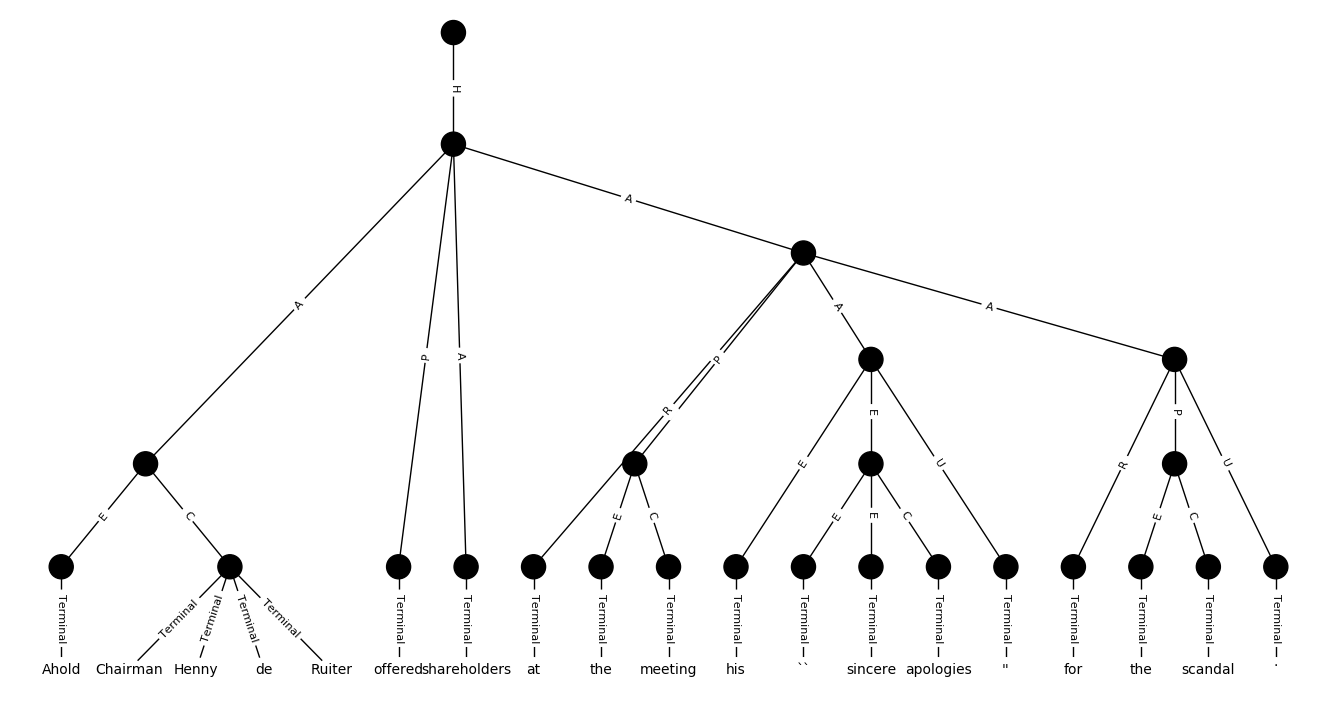 H
A
A
P
A
A
A
P
R
E
P
E
C
E
U
R
U
E
C
E
E
C
E
C
Terminal Terminal Terminal Terminal Terminal Terminal Terminal Terminal Terminal Terminal Terminal Terminal Terminal Terminal Terminal Terminal Terminal Terminal Terminal
Ahold Chairman Henny de Ruiter offered shareholders at the meeting his `` sincere apologies " for the scandal .